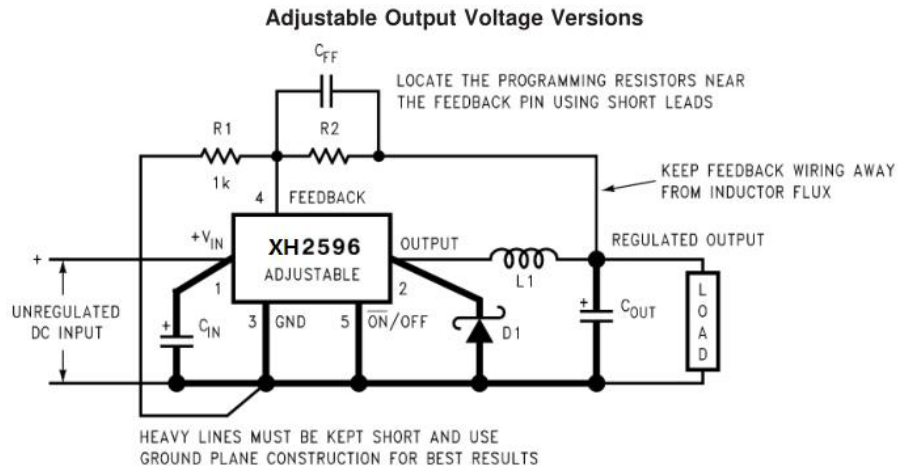 Adjustable Output Voltage Versions
CFF
LOCATE THE PROGRAMMING RESISTORS NEAR
THE FEEDBACK PIN USING SHORT LEADS
R1
R2
1k
4 FEEDBACK
KEEP FEEDBACK WIRING AWAY
FROM INDUCTOR FLUX
+VIN
XH2596
ADJUSTABLE
OUTPUT
REGULATED OUTPUT
+
1
2
L1
UNREGULATED
DC INPUT
+
CIN
3 GND
5 ON/OFF
D1
+
COUT
LOAD
HEAVY LINES MUST BE KEPT SHORT AND USE
GROUND PLANE CONSTRUCTION FOR BEST RESULTS